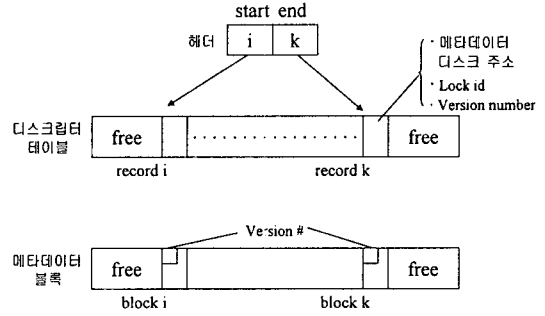 start end
헤더 i k
· 메타데이터
디스크 주소
· Lock id
· Version number
디스크립터
테이블
free free
record i record k
Version #
메타데이터
블록
free free
block i block k